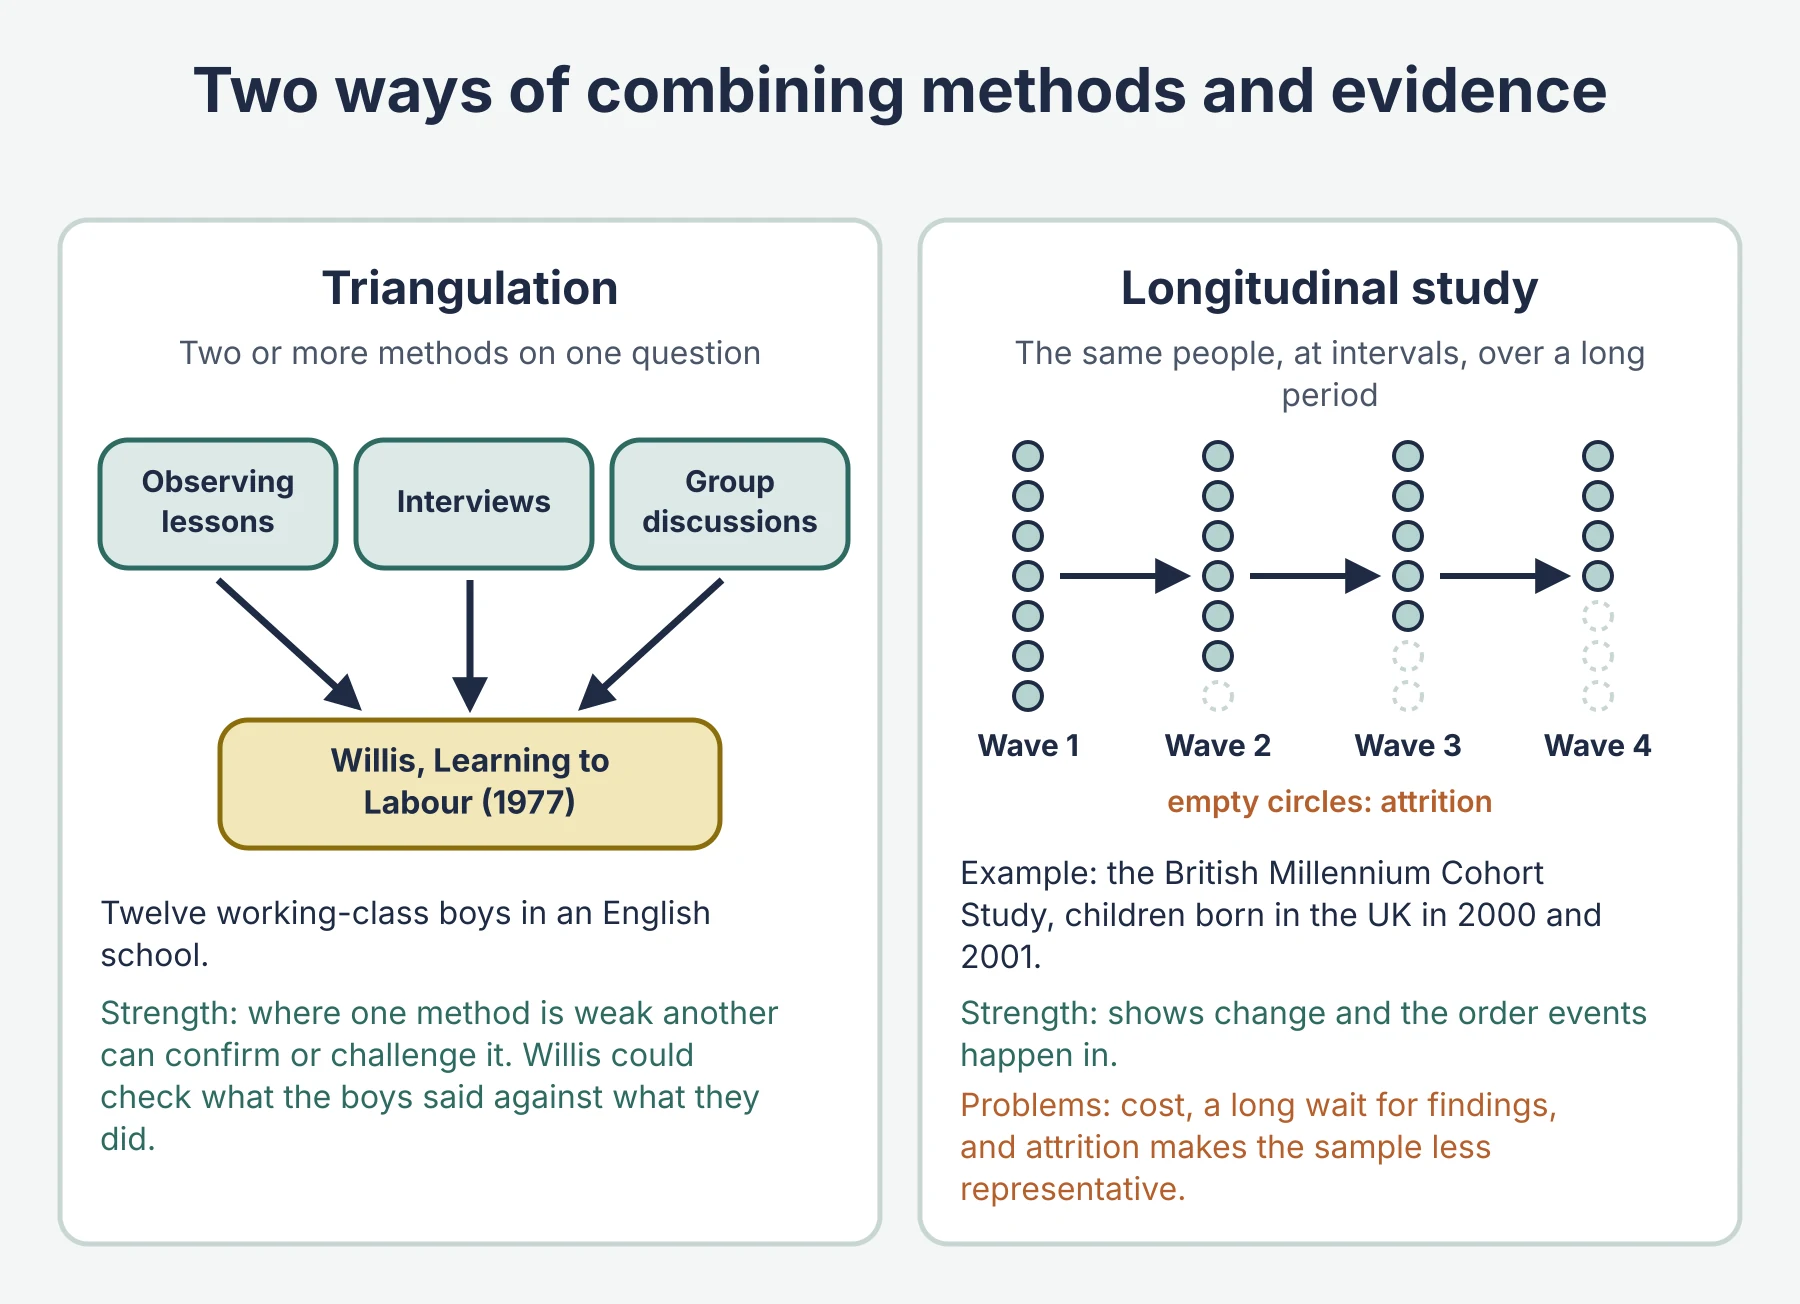 Two ways of combining methods and evidence
Triangulation
Two or more methods on one question
Observing
lessons
Interviews
Group
discussions
Willis, Learning to
Labour (1977)
Twelve working-class boys in an English
school.
Strength: where one method is weak another
can confirm or challenge it. Willis could
check what the boys said against what they
did.
Longitudinal study
The same people, at intervals, over a long
period
Wave 1
Wave 2
Wave 3
Wave 4
empty circles: attrition
Example: the British Millennium Cohort
Study, children born in the UK in 2000 and
2001.
Strength: shows change and the order events
happen in.
Problems: cost, a long wait for findings,
and attrition makes the sample less
representative.